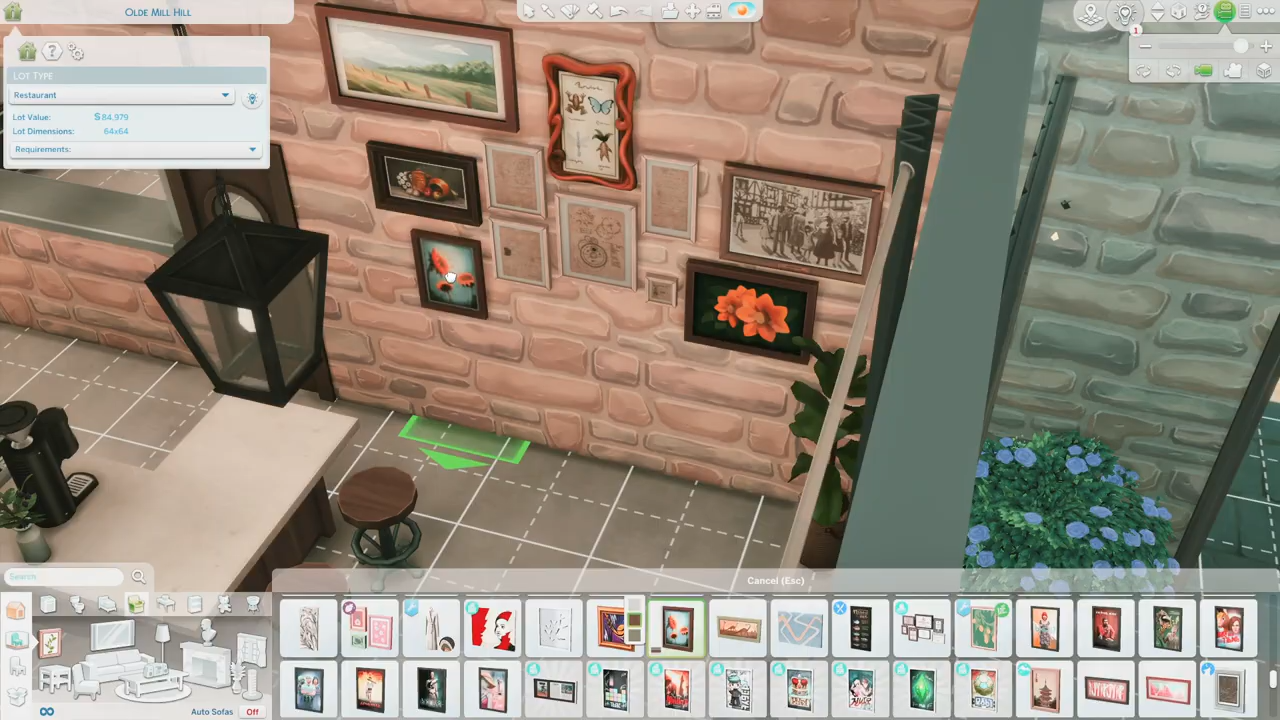 OLDE MILL HILL
LOT TYPE
Restaurant
Lot Value: §84,979
Lot Dimensions: 64x64
Requirements:
1
Cancel (Esc)
Search
Auto Sofas Off